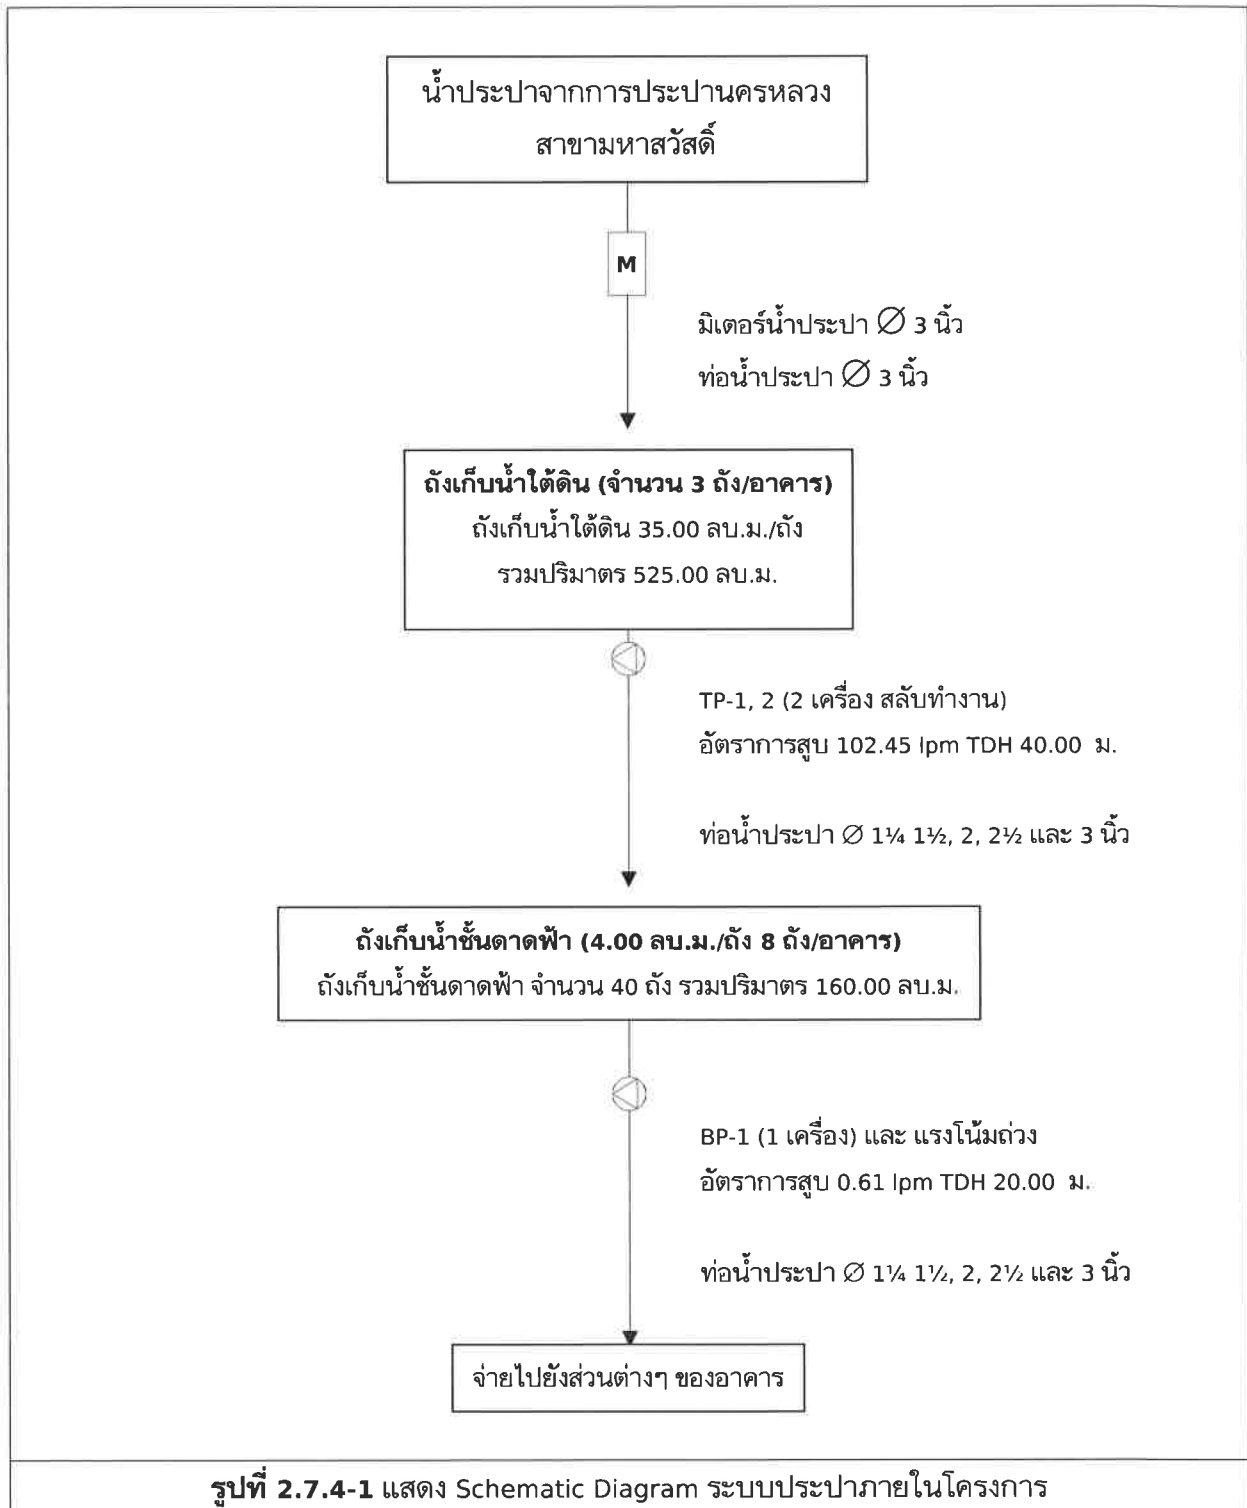 น้ำประปาจากการประปานครหลวง
สาขามหาสวัสดิ์
M
มิเตอร์น้ำประปา ∅ 3 นิ้ว
ท่อน้ำประปา ∅ 3 นิ้ว
ถังเก็บน้ำใต้ดิน (จำนวน 3 ถัง/อาคาร)
ถังเก็บน้ำใต้ดิน 35.00 ลบ.ม./ถัง
รวมปริมาตร 525.00 ลบ.ม.
TP-1, 2 (2 เครื่อง สลับทำงาน)
อัตราการสูบ 102.45 lpm TDH 40.00 ม.
ท่อน้ำประปา ∅ 1¼ 1½, 2, 2½ และ 3 นิ้ว
ถังเก็บน้ำชั้นดาดฟ้า (4.00 ลบ.ม./ถัง 8 ถัง/อาคาร)
ถังเก็บน้ำชั้นดาดฟ้า จำนวน 40 ถัง รวมปริมาตร 160.00 ลบ.ม.
BP-1 (1 เครื่อง) และ แรงโน้มถ่วง
อัตราการสูบ 0.61 lpm TDH 20.00 ม.
ท่อน้ำประปา ∅ 1¼ 1½, 2, 2½ และ 3 นิ้ว
จ่ายไปยังส่วนต่างๆ ของอาคาร
รูปที่ 2.7.4-1 แสดง Schematic Diagram ระบบประปาภายในโครงการ